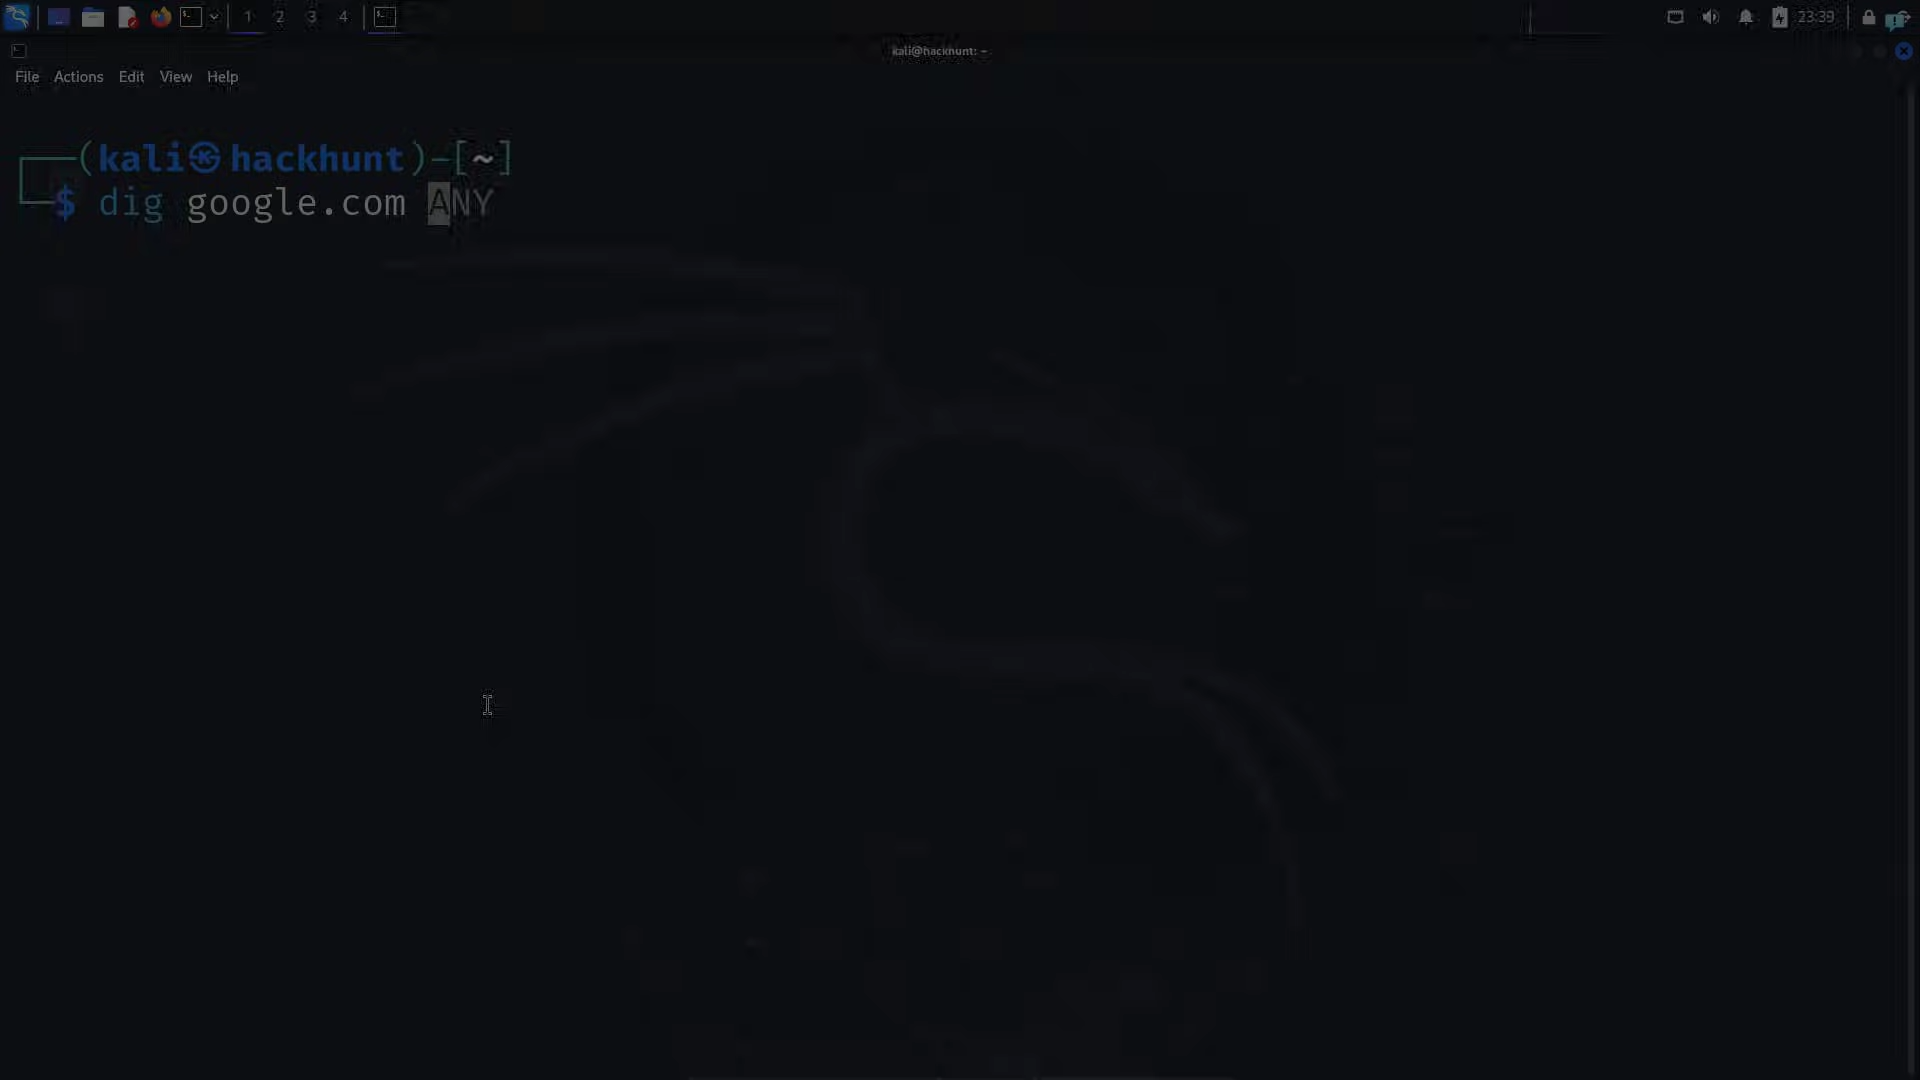 1 2 3 4 23:39
kali@hackhunt: ~
File Actions Edit View Help
┌──(kali㉿hackhunt)-[~]
└─$ dig google.com ANY